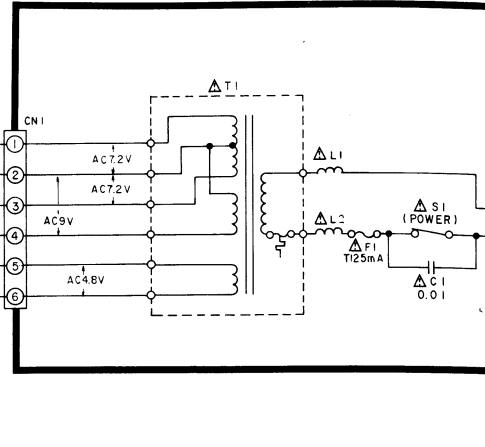 ⚠ T1
CN1
1
AC7.2V
⚠ L1
2
AC7.2V
⚠ S1
(POWER)
3
AC9V
⚠ L2
4
⚠ F1
T125mA
5
AC4.8V
⚠ C1
0.01
6